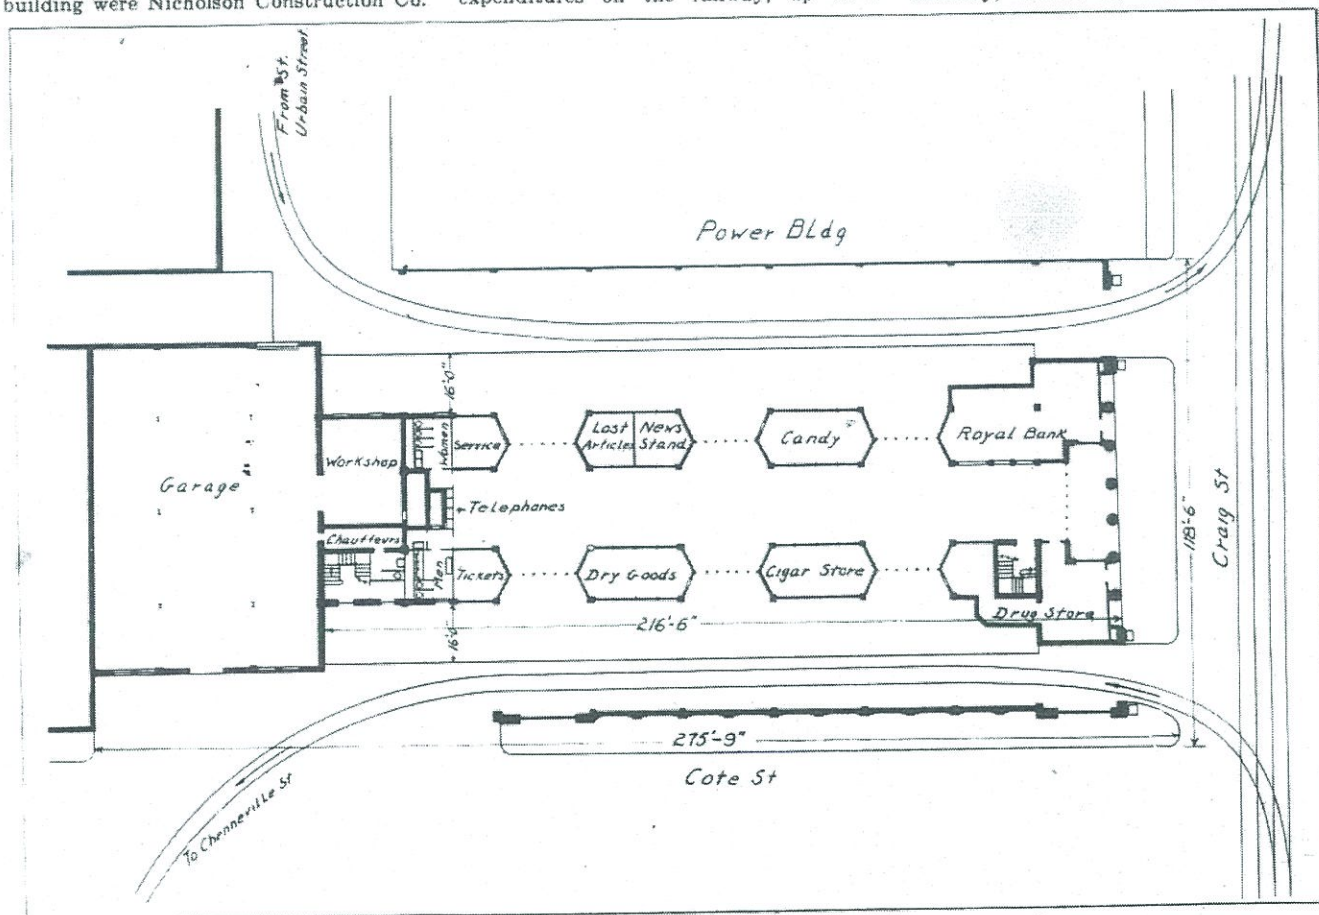 building were Nicholson Construction Co.
expenditures on the railway, up
From St.
Urbain Street
Power BLdg
16'-0"
Women
Service
Lost
Articles
News
Stand
Candy
Royal Bank
Workshop
Garage
←Telephones
Chauffeurs
Men
Tickets
Dry Goods
Cigar Store
Drug Store
216'-6"
16'-0
118'-6"
Craig St
275'-9"
Cote St
To Chenneville St